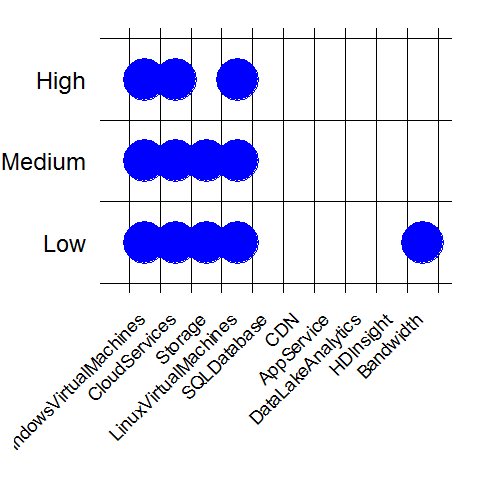 High
Medium
Low
ndowsVirtualMachines
CloudServices
Storage
LinuxVirtualMachines
SQLDatabase
CDN
AppService
DataLakeAnalytics
HDInsight
Bandwidth